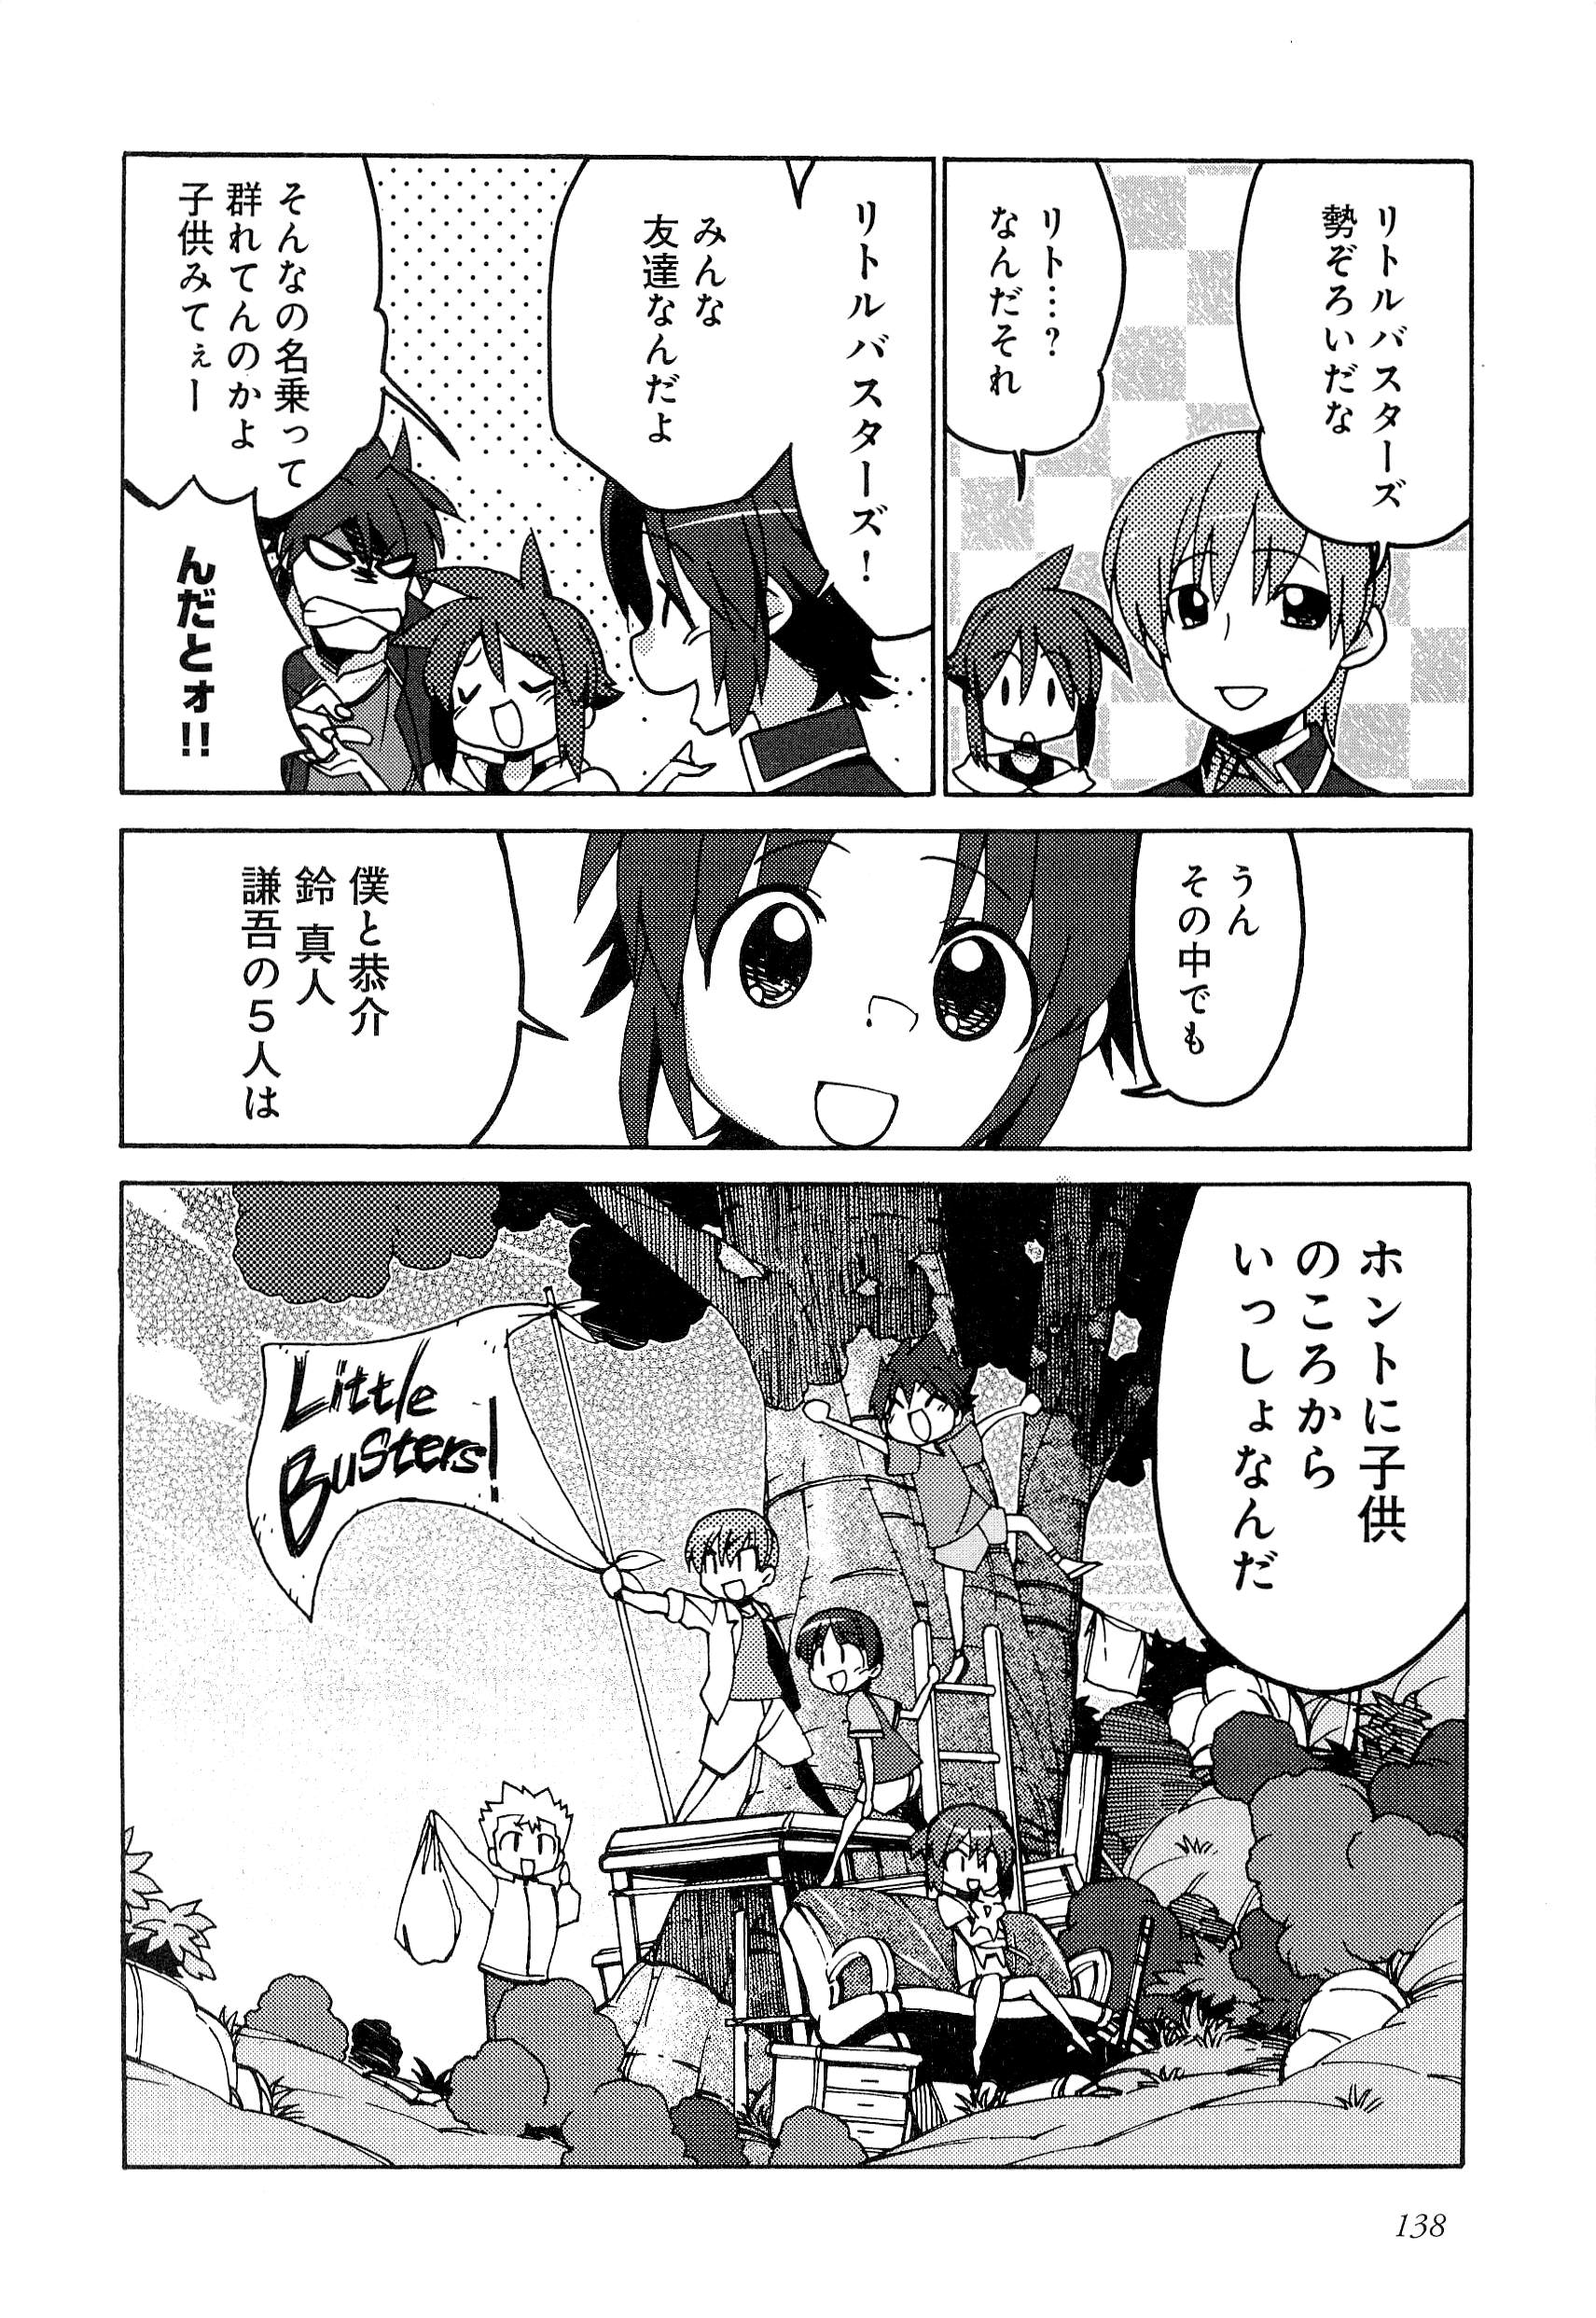 リトルバスターズ
勢ぞろいだな
リト…?
なんだそれ
リトルバスターズ!
みんな
友達なんだよ
そんなの名乗って
群れてんのかよ
子供みてぇー
んだとォ!!
うん
その中でも
僕と恭介
鈴 真人
謙吾の5人は
ホントに子供
のころから
いっしょなんだ
Little
Busters!
138